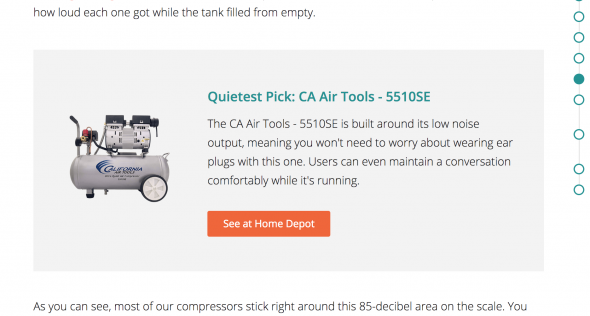 how loud each one got while the tank filled from empty.
Quietest Pick: CA Air Tools - 5510SE
The CA Air Tools - 5510SE is built around its low noise
output, meaning you won't need to worry about wearing ear
plugs with this one. Users can even maintain a conversation
comfortably while it's running.
CALIFORNIA
AIR TOOLS
See at Home Depot
As you can see, most of our compressors stick right around this 85-decibel area on the scale. You